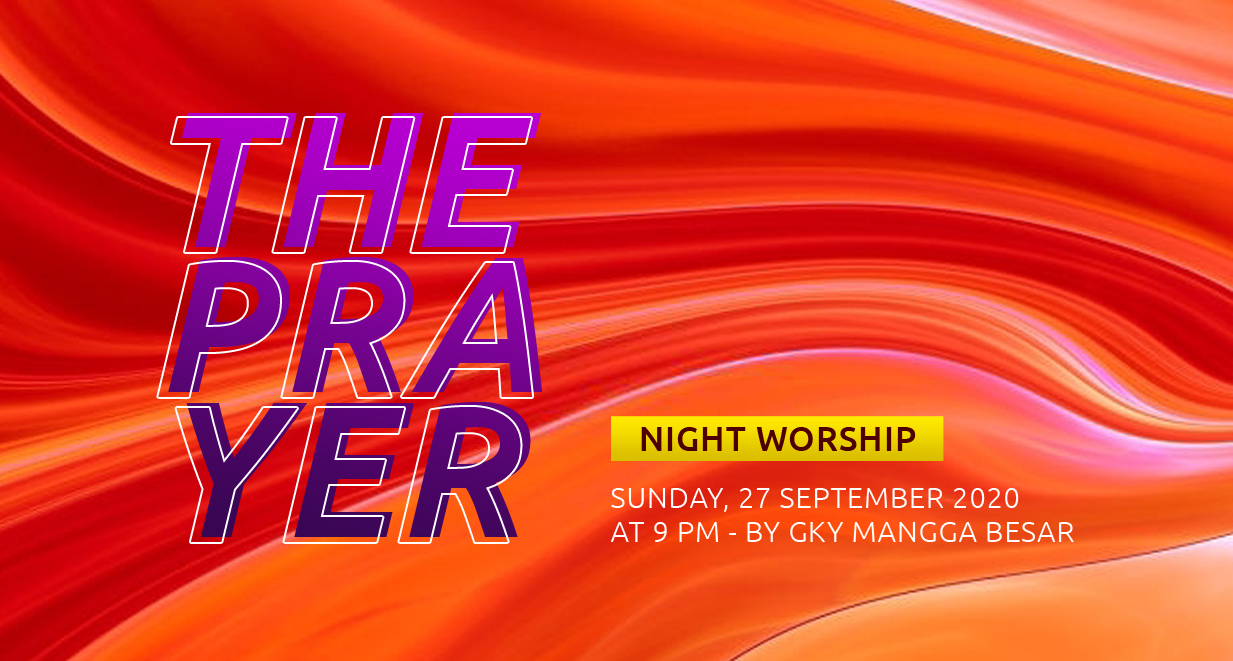 THE
PRA
YER
NIGHT WORSHIP
SUNDAY, 27 SEPTEMBER 2020
AT 9 PM - BY GKY MANGGA BESAR